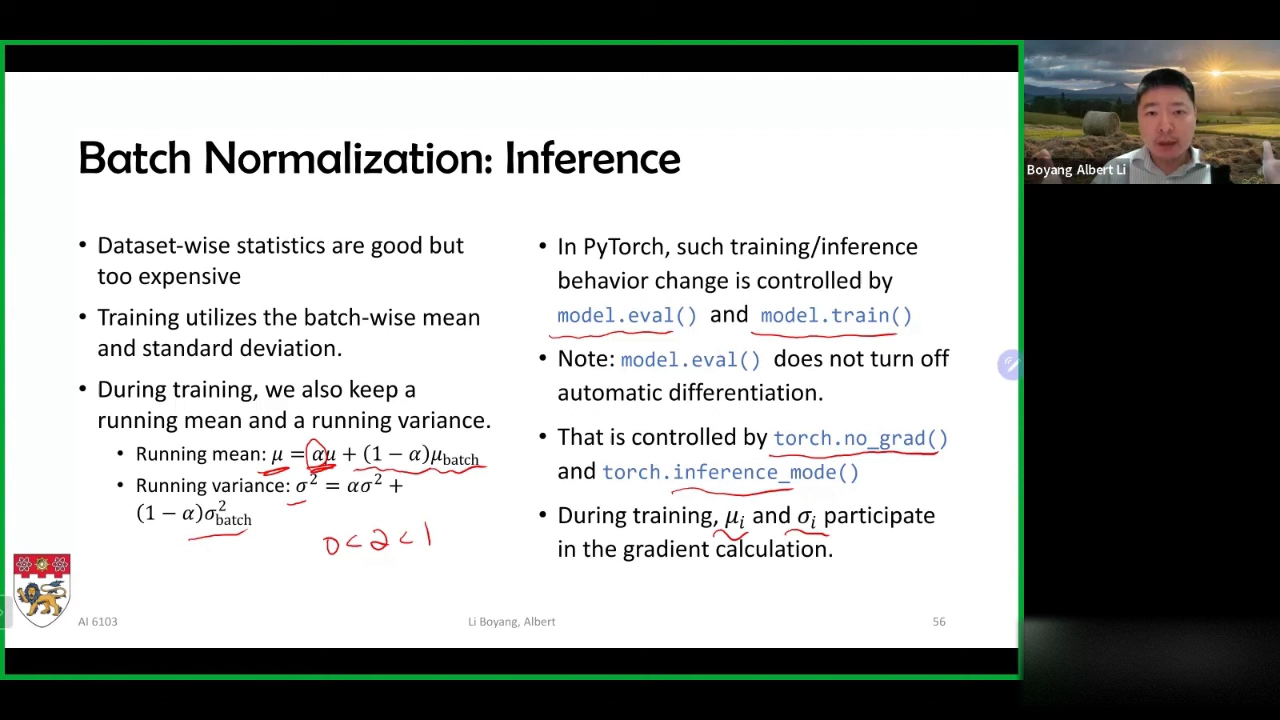 Batch Normalization: Inference
• Dataset-wise statistics are good but
too expensive
• Training utilizes the batch-wise mean
and standard deviation.
• During training, we also keep a
running mean and a running variance.
• Running mean: μ = αμ + (1 − α)μ_batch
• Running variance: σ² = ασ² +
(1 − α)σ²_batch
0 < 2 < 1
• In PyTorch, such training/inference
behavior change is controlled by
model.eval() and model.train()
• Note: model.eval() does not turn off
automatic differentiation.
• That is controlled by torch.no_grad()
and torch.inference_mode()
• During training, μᵢ and σᵢ participate
in the gradient calculation.
AI 6103
Li Boyang, Albert
56
Boyang Albert Li